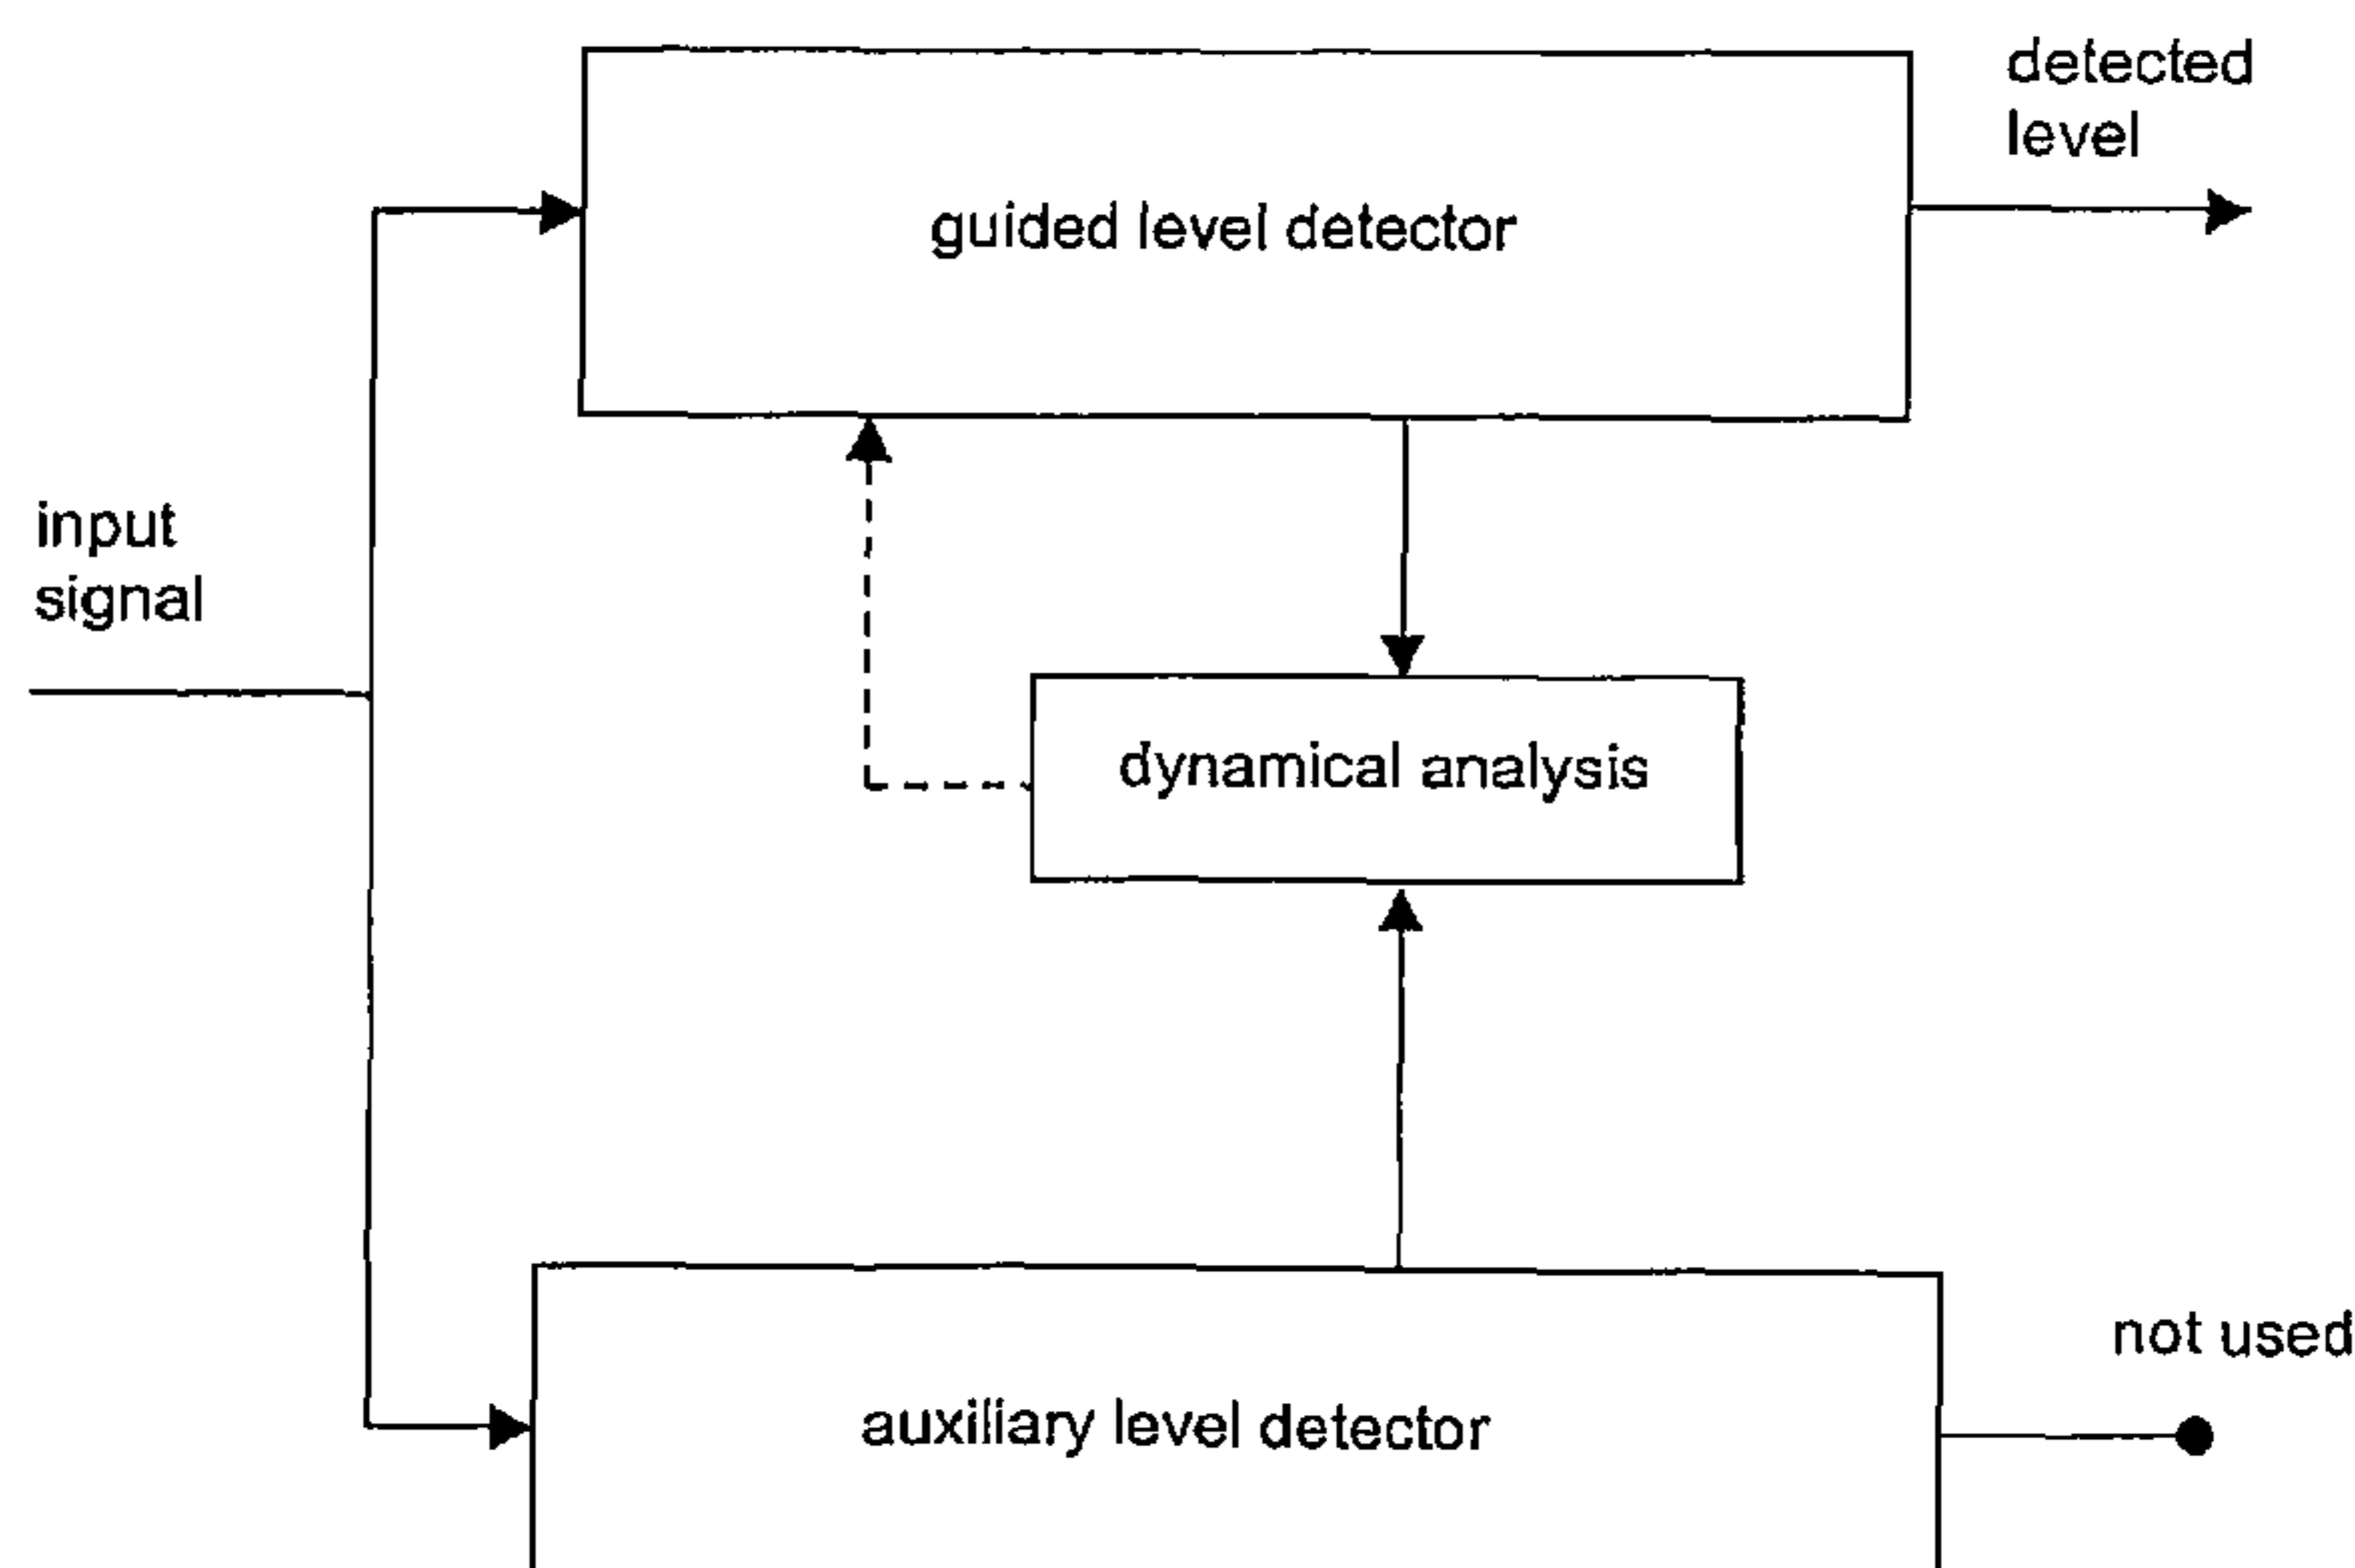 detected
level
guided level detector
input
signal
dynamical analysis
not used
auxiliary level detector